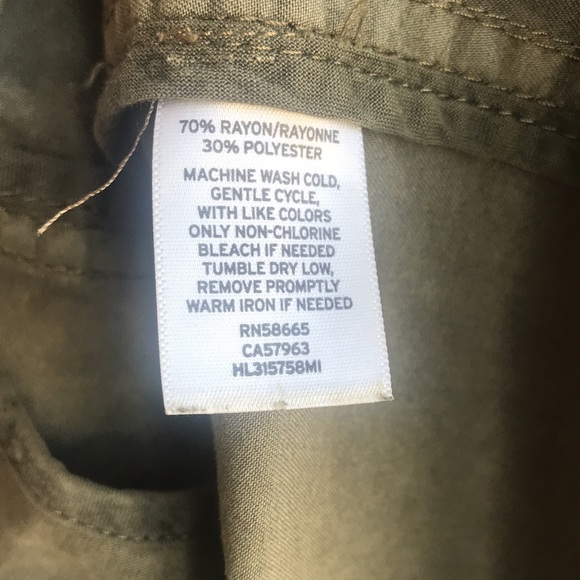 70% RAYON/RAYONNE
30% POLYESTER
MACHINE WASH COLD,
GENTLE CYCLE,
WITH LIKE COLORS
ONLY NON-CHLORINE
BLEACH IF NEEDED
TUMBLE DRY LOW,
REMOVE PROMPTLY
WARM IRON IF NEEDED
RN58665
CA57963
HL315758MI